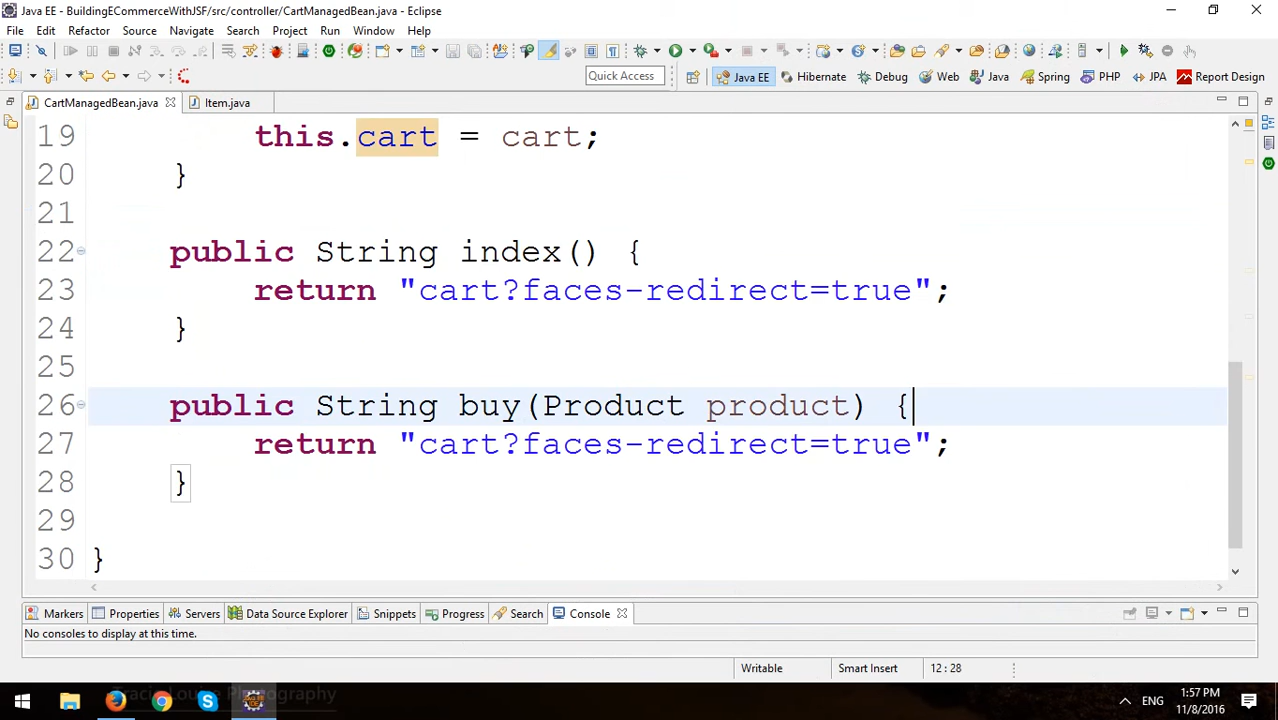 Java EE - BuildingECommerceWithJSF/src/controller/CartManagedBean.java - Eclipse
File Edit Refactor Source Navigate Search Project Run Window Help
Quick Access Java EE Hibernate Debug Web Java Spring PHP JPA Report Design
CartManagedBean.java Item.java
19 this.cart = cart;
20 }
21
22 public String index() {
23 return "cart?faces-redirect=true";
24 }
25
26 public String buy(Product product) {
27 return "cart?faces-redirect=true";
28 }
29
30 }
Markers Properties Servers Data Source Explorer Snippets Progress Search Console
No consoles to display at this time.
Writable Smart Insert 12 : 28
ENG 1:57 PM
11/8/2016